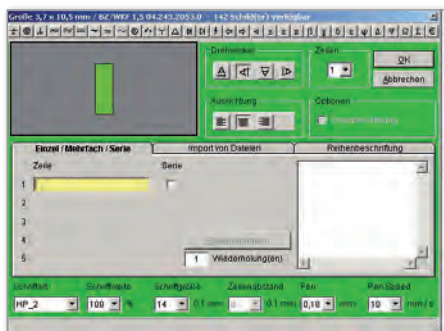 Größe 3,7 x 10,5 mm / BZ/WKF 1,5 04.243.2053.0 - 142 Schild(er) verfügbar
Drehwinkel
Zeilen
1
OK
Abbrechen
Ausrichtung
Optionen
Einzel / Mehrfach / Serie
Import von Dateien
Reihenbeschriftung
Zeile
Serie
1
2
3
4
5
1 Wiederholung(en)
Schriftart
Schriftweite
Schriftgröße
Zeilenabstand
Pen
Pen Speed
HP_2
100 %
14 0.1 mm
0.1 mm
0,18 mm
10 mm/s